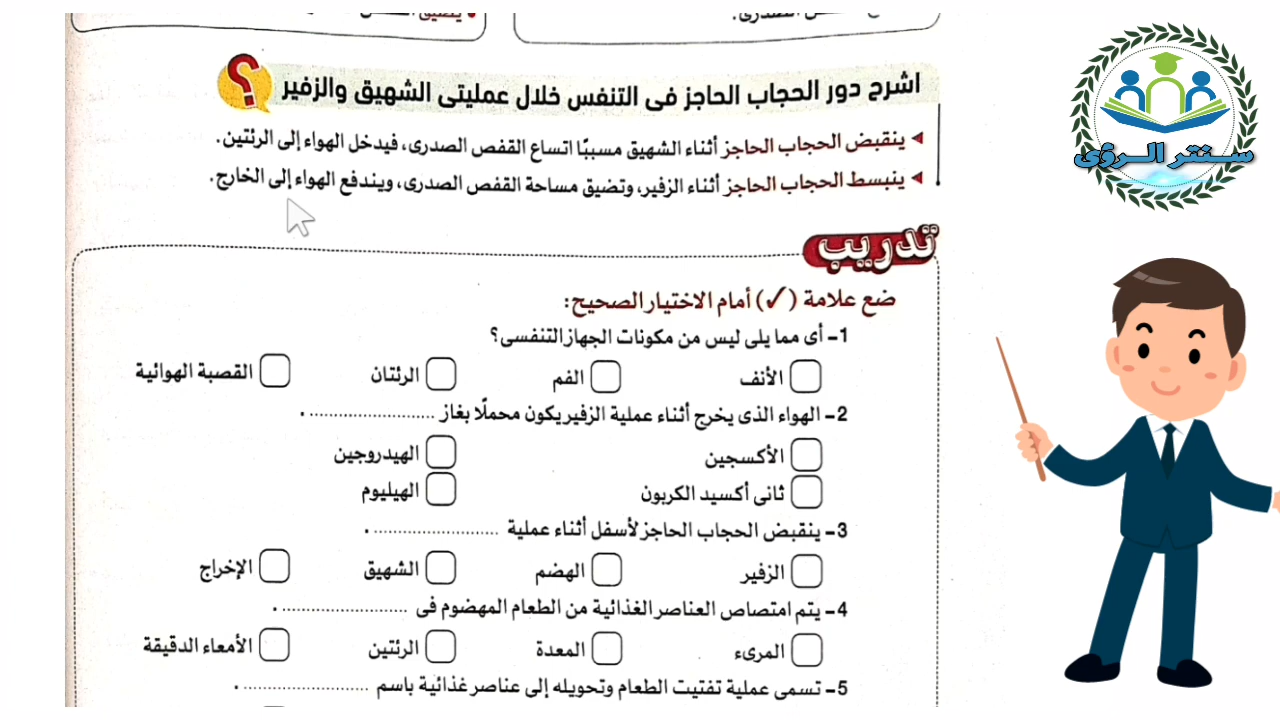 اشرح دور الحجاب الحاجز فى التنفس خلال عمليتى الشهيق والزفير ؟
ينقبض الحجاب الحاجز أثناء الشهيق مسببًا اتساع القفص الصدرى، فيدخل الهواء إلى الرئتين.
ينبسط الحجاب الحاجز أثناء الزفير، وتضيق مساحة القفص الصدرى، ويندفع الهواء إلى الخارج.
تدريب
ضع علامة (✓) أمام الاختيار الصحيح:
1- أى مما يلى ليس من مكونات الجهاز التنفسى؟
الأنف الفم الرئتان القصبة الهوائية
2- الهواء الذى يخرج أثناء عملية الزفير يكون محملًا بغاز ........................ .
الأكسجين الهيدروجين
ثانى أكسيد الكربون الهيليوم
3- ينقبض الحجاب الحاجز لأسفل أثناء عملية ........................ .
الزفير الهضم الشهيق الإخراج
4- يتم امتصاص العناصر الغذائية من الطعام المهضوم فى ........................ .
المرىء المعدة الرئتين الأمعاء الدقيقة
5- تسمى عملية تفتيت الطعام وتحويله إلى عناصر غذائية باسم ........................ .
سنتر الرؤى